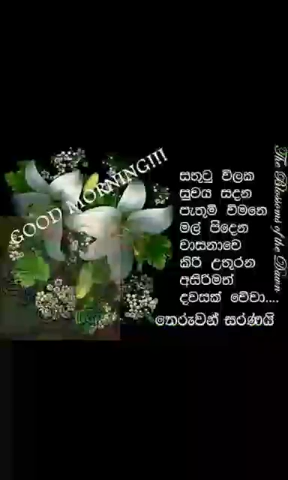 GOOD MORNING!!!
සතුටු විලක
සුවය සදන
පැතුම් විමනෙ
මල් පිදෙන
වාසනාවෙ
කිරි උතුරන
අසිරිමත්
දවසක් වේවා....
තෙරුවන් සරණයි
The Blossoms of the Dawn